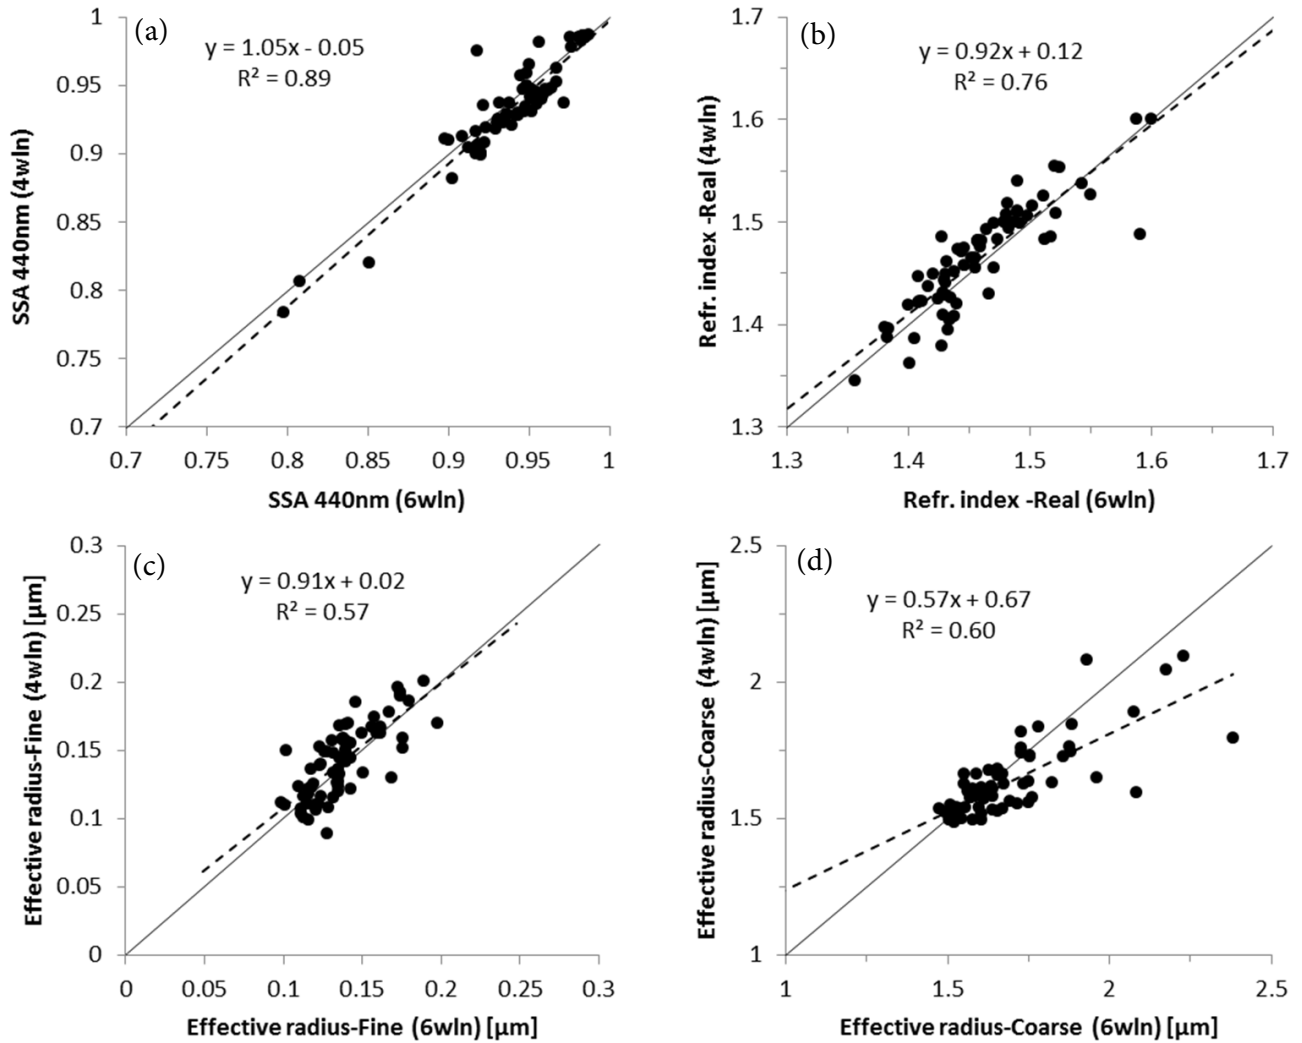 (a)
y = 1.05x - 0.05
R² = 0.89
SSA 440nm (4wln)
1
0.95
0.9
0.85
0.8
0.75
0.7
0.7
0.75
0.8
0.85
0.9
0.95
1
SSA 440nm (6wln)
(b)
y = 0.92x + 0.12
R² = 0.76
Refr. index -Real (4wln)
1.7
1.6
1.5
1.4
1.3
1.3
1.4
1.5
1.6
1.7
Refr. index -Real (6wln)
(c)
y = 0.91x + 0.02
R² = 0.57
Effective radius-Fine (4wln) [µm]
0.3
0.25
0.2
0.15
0.1
0.05
0
0
0.05
0.1
0.15
0.2
0.25
0.3
Effective radius-Fine (6wln) [µm]
(d)
y = 0.57x + 0.67
R² = 0.60
Effective radius-Coarse (4wln) [µm]
2.5
2
1.5
1
1
1.5
2
2.5
Effective radius-Coarse (6wln) [µm]